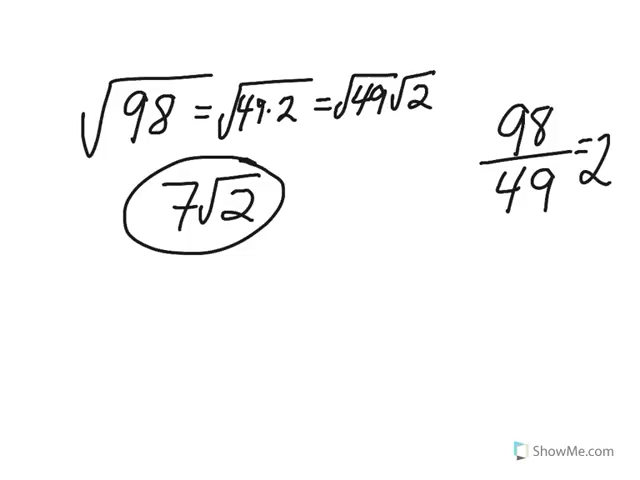 √98 = √49·2 = √49 √2
7√2
98/49 = 2
ShowMe.com